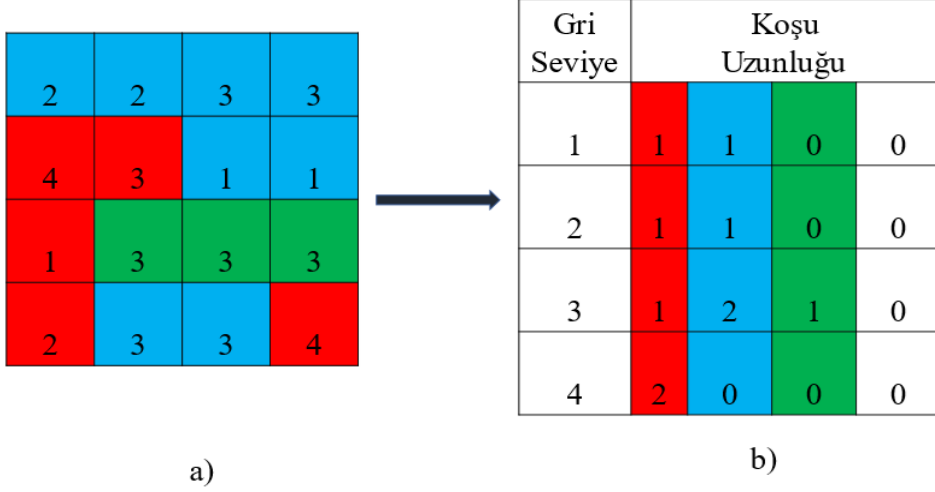 2 2 3 3
4 3 1 1
1 3 3 3
2 3 3 4
a)
Gri Seviye
Koşu Uzunluğu
1 1 1 0 0
2 1 1 0 0
3 1 2 1 0
4 2 0 0 0
b)